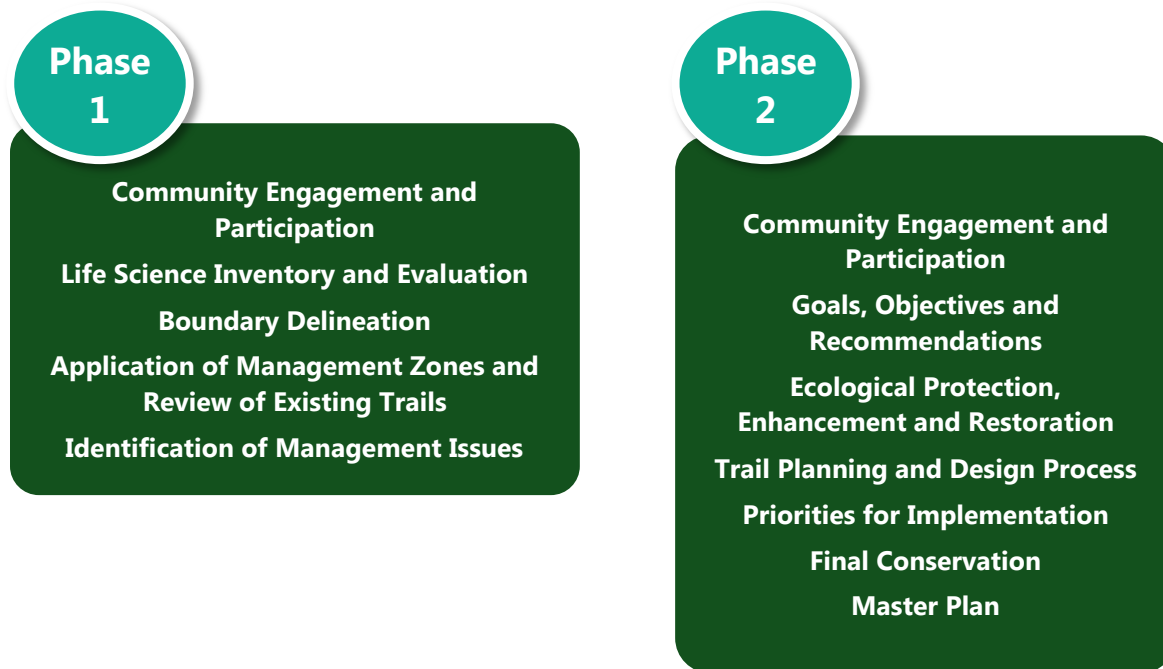 Phase
1
Community Engagement and
Participation
Life Science Inventory and Evaluation
Boundary Delineation
Application of Management Zones and
Review of Existing Trails
Identification of Management Issues
Phase
2
Community Engagement and
Participation
Goals, Objectives and
Recommendations
Ecological Protection,
Enhancement and Restoration
Trail Planning and Design Process
Priorities for Implementation
Final Conservation
Master Plan